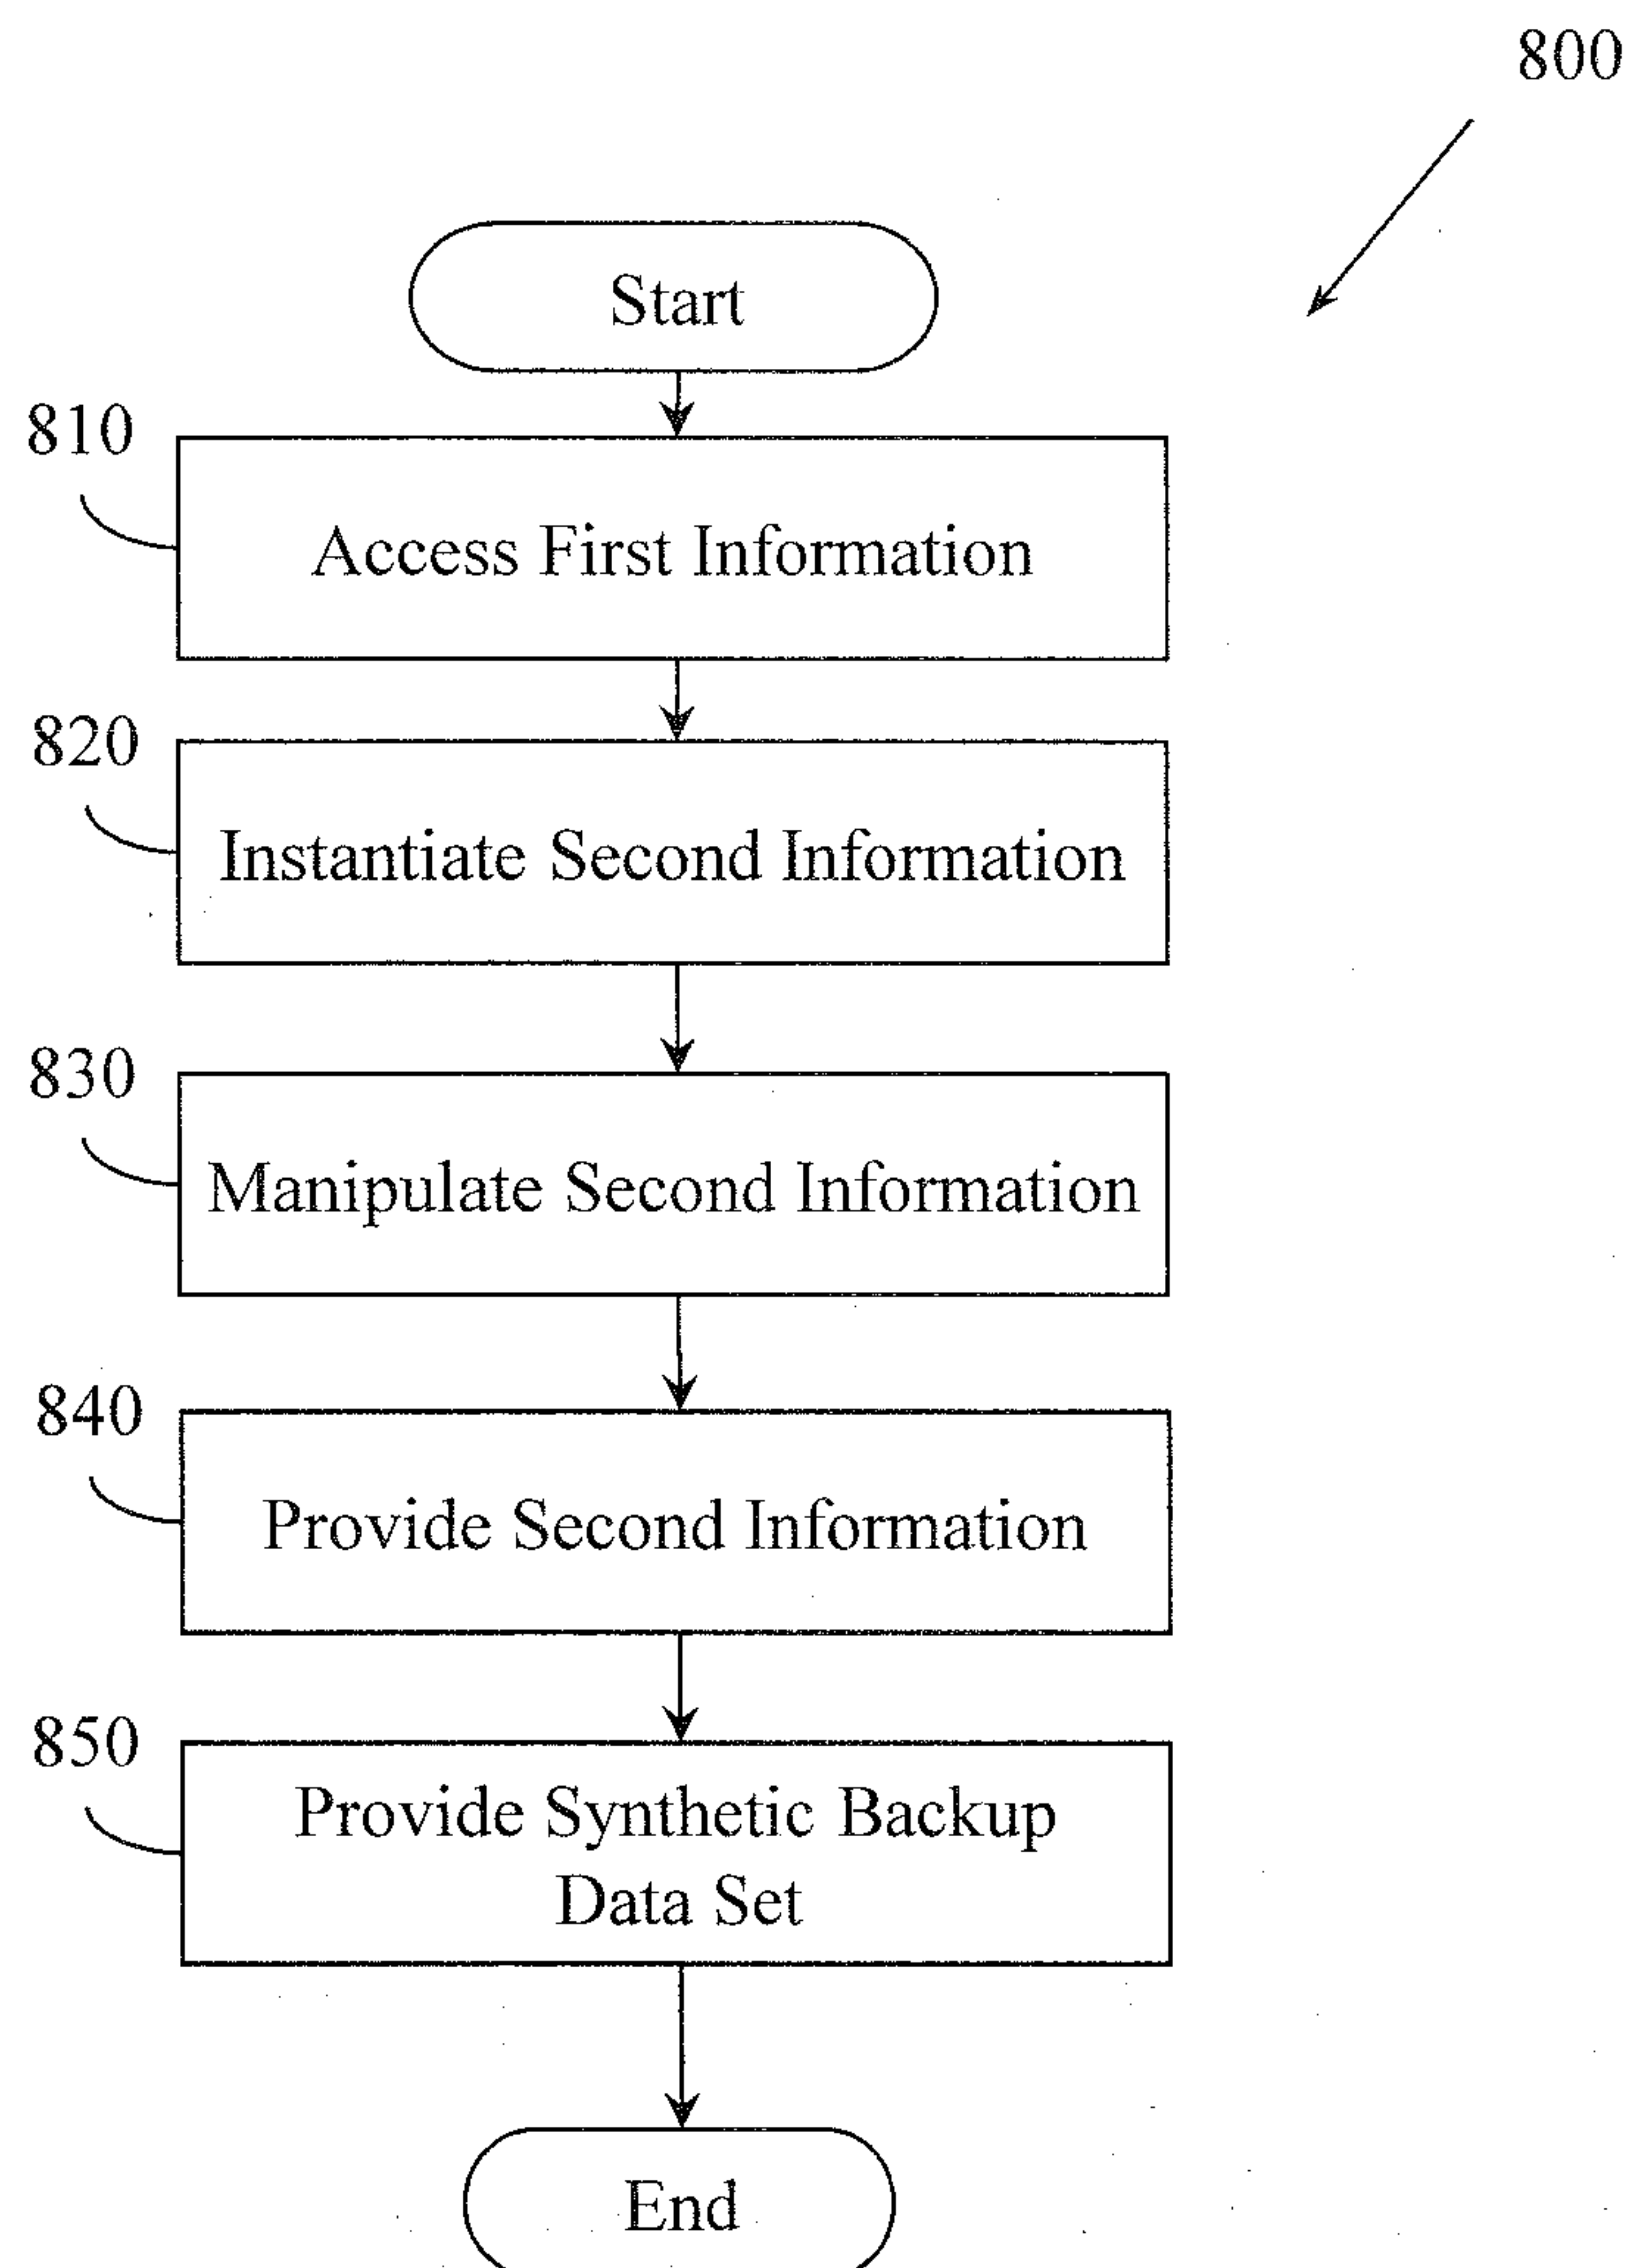 800
Start
810
Access First Information
820
Instantiate Second Information
830
Manipulate Second Information
840
Provide Second Information
850
Provide Synthetic Backup
Data Set
End